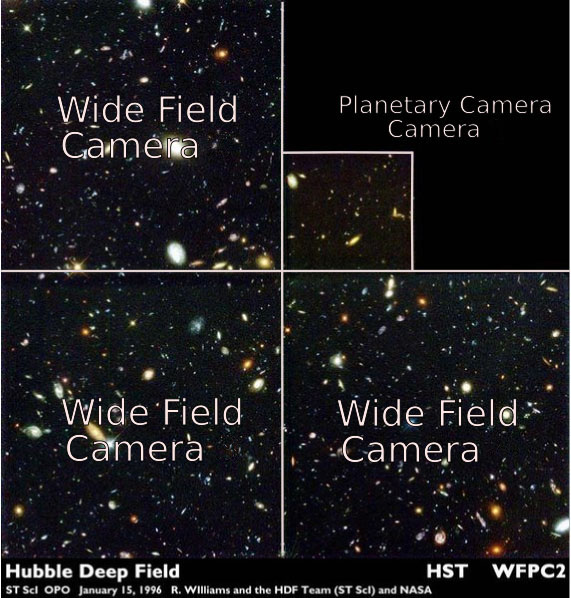 Wide Field
Camera
Planetary Camera
Camera
Wide Field
Camera
Wide Field
Camera
Hubble Deep Field
HST WFPC2
ST ScI OPO January 15, 1996 R. Williams and the HDF Team (ST ScI) and NASA